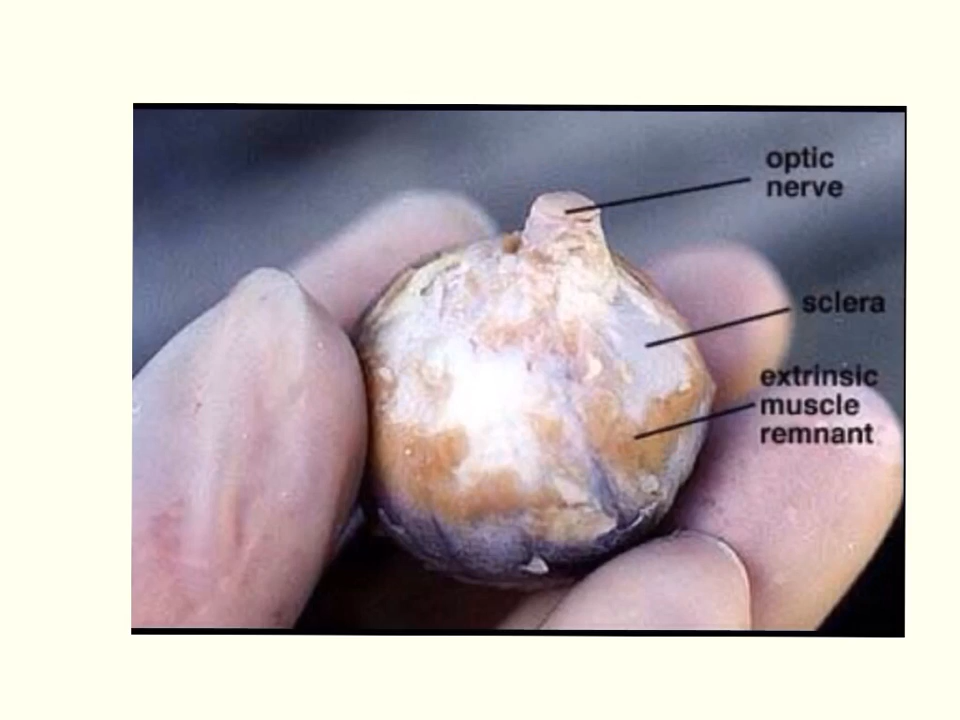 optic
nerve
sclera
extrinsic
muscle
remnant